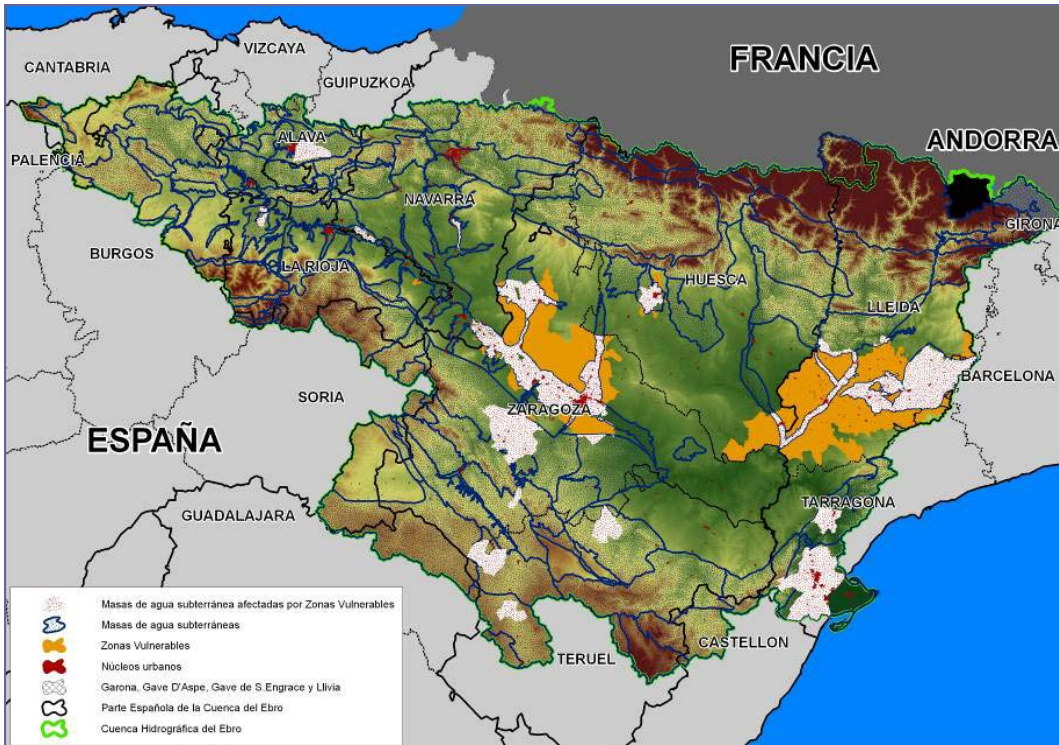 FRANCIA
VIZCAYA
CANTABRIA
GUIPUZKOA
ALAVA
ANDORRA
PALENCIA
NAVARRA
GIRONA
BURGOS
LA RIOJA
HUESCA
LLEIDA
BARCELONA
SORIA
ZARAGOZA
ESPAÑA
TARRAGONA
GUADALAJARA
CASTELLON
TERUEL
Masas de agua subterránea afectadas por Zonas Vulnerables
Masas de agua subterráneas
Zonas Vulnerables
Núcleos urbanos
Garona, Gave D'Aspe, Gave de S.Engrace y Llivia
Parte Española de la Cuenca del Ebro
Cuenca Hidrográfica del Ebro